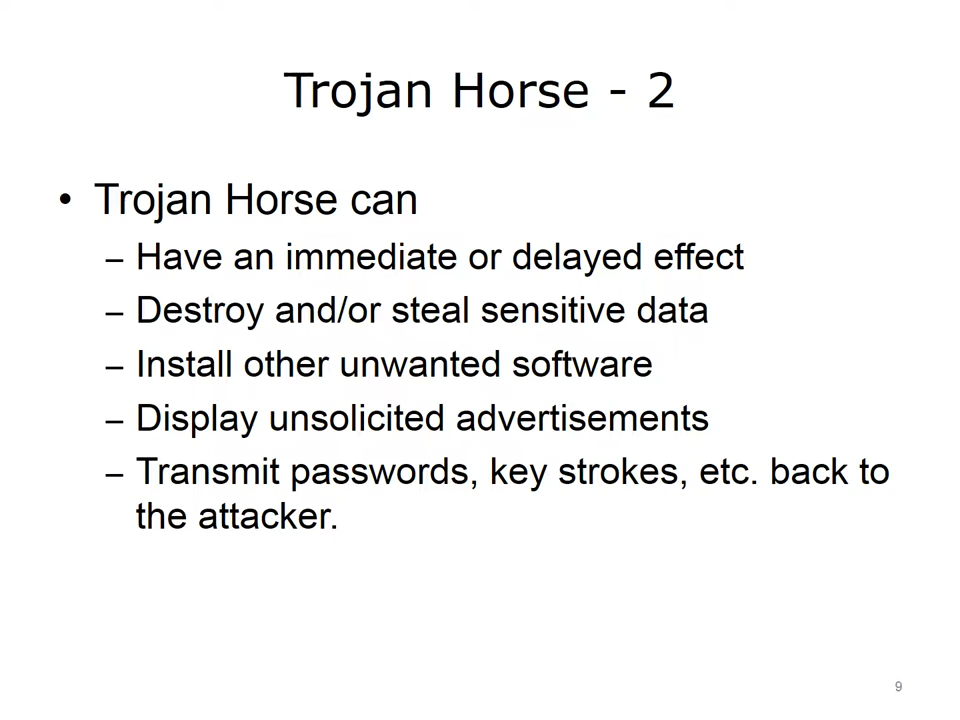 Trojan Horse - 2
• Trojan Horse can
– Have an immediate or delayed effect
– Destroy and/or steal sensitive data
– Install other unwanted software
– Display unsolicited advertisements
– Transmit passwords, key strokes, etc. back to
the attacker.
9